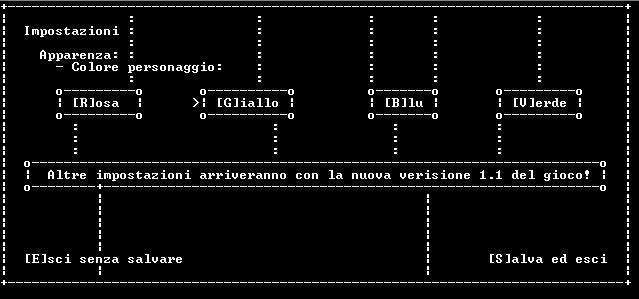 Impostazioni
Apparenza:
- Colore personaggio:
[R]osa >[G]iallo [B]lu [V]erde
Altre impostazioni arriveranno con la nuova verisione 1.1 del gioco!
[E]sci senza salvare [S]alva ed esci